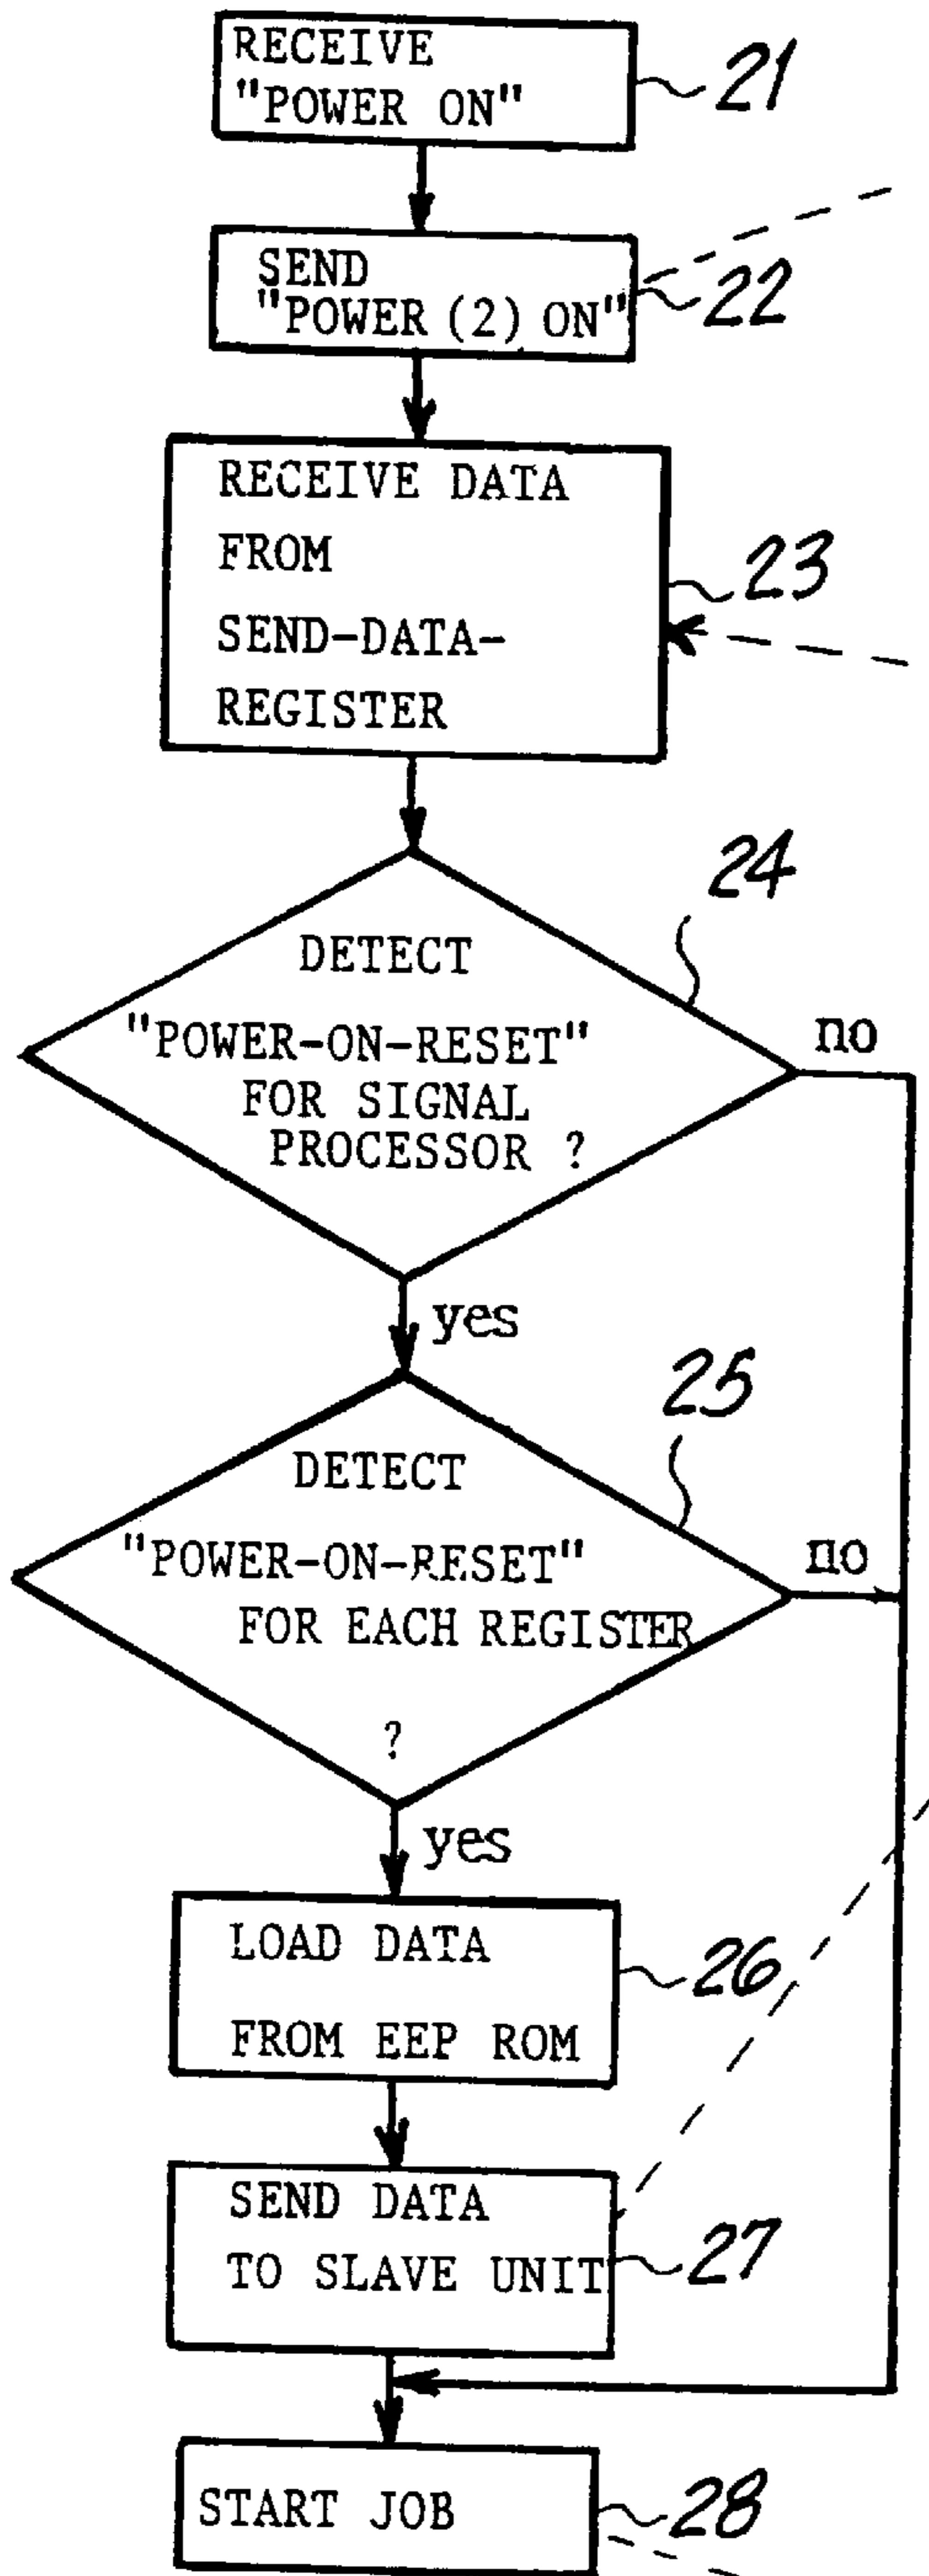 RECEIVE
"POWER ON"
21
SEND
"POWER (2) ON"
22
RECEIVE DATA
FROM
SEND-DATA-
REGISTER
23
24
DETECT
"POWER-ON-RESET"
FOR SIGNAL
PROCESSOR ?
no
yes
25
DETECT
"POWER-ON-RESET"
FOR EACH REGISTER
?
no
yes
LOAD DATA
FROM EEP ROM
26
SEND DATA
TO SLAVE UNIT
27
START JOB
28